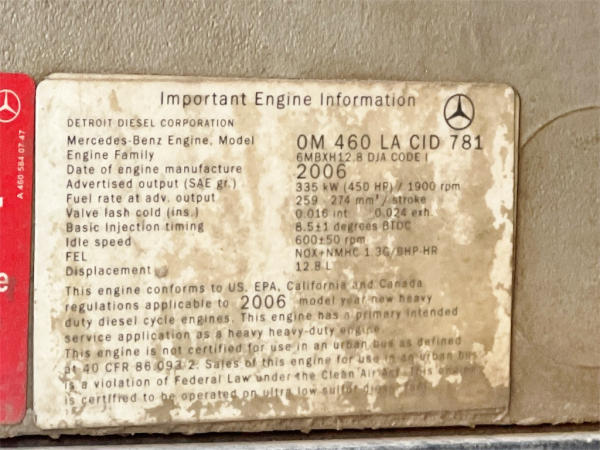 Important Engine Information
DETROIT DIESEL CORPORATION
Mercedes-Benz Engine, Model OM 460 LA CID 781
Engine Family 6MBXH12.8 DJA CODE I
Date of engine manufacture 2006
Advertised output (SAE gr.) 335 kW (450 HP) / 1900 rpm
Fuel rate at adv. output 259 274 mm³ / stroke
Valve lash cold (ins.) 0.016 int 0.024 exh.
Basic Injection timing 8.5±1 degrees BTDC
Idle speed 600±50 rpm
FEL NOX+NMHC 1.3G/BHP-HR
Displacement 12.8 L
This engine conforms to US. EPA, California and Canada
regulations applicable to 2006 model year new heavy
duty diesel cycle engines. This engine has a primary intended
service application as a heavy heavy-duty engine.
This engine is not certified for use in an urban bus as defined
at 40 CFR 86.093 2. Sales of this engine for use in an urban bus
is a violation of Federal Law under the Clean Air Act. This engine
is certified to be operated on ultra low sulfur diesel fuel.
A 460 584 07 47
e